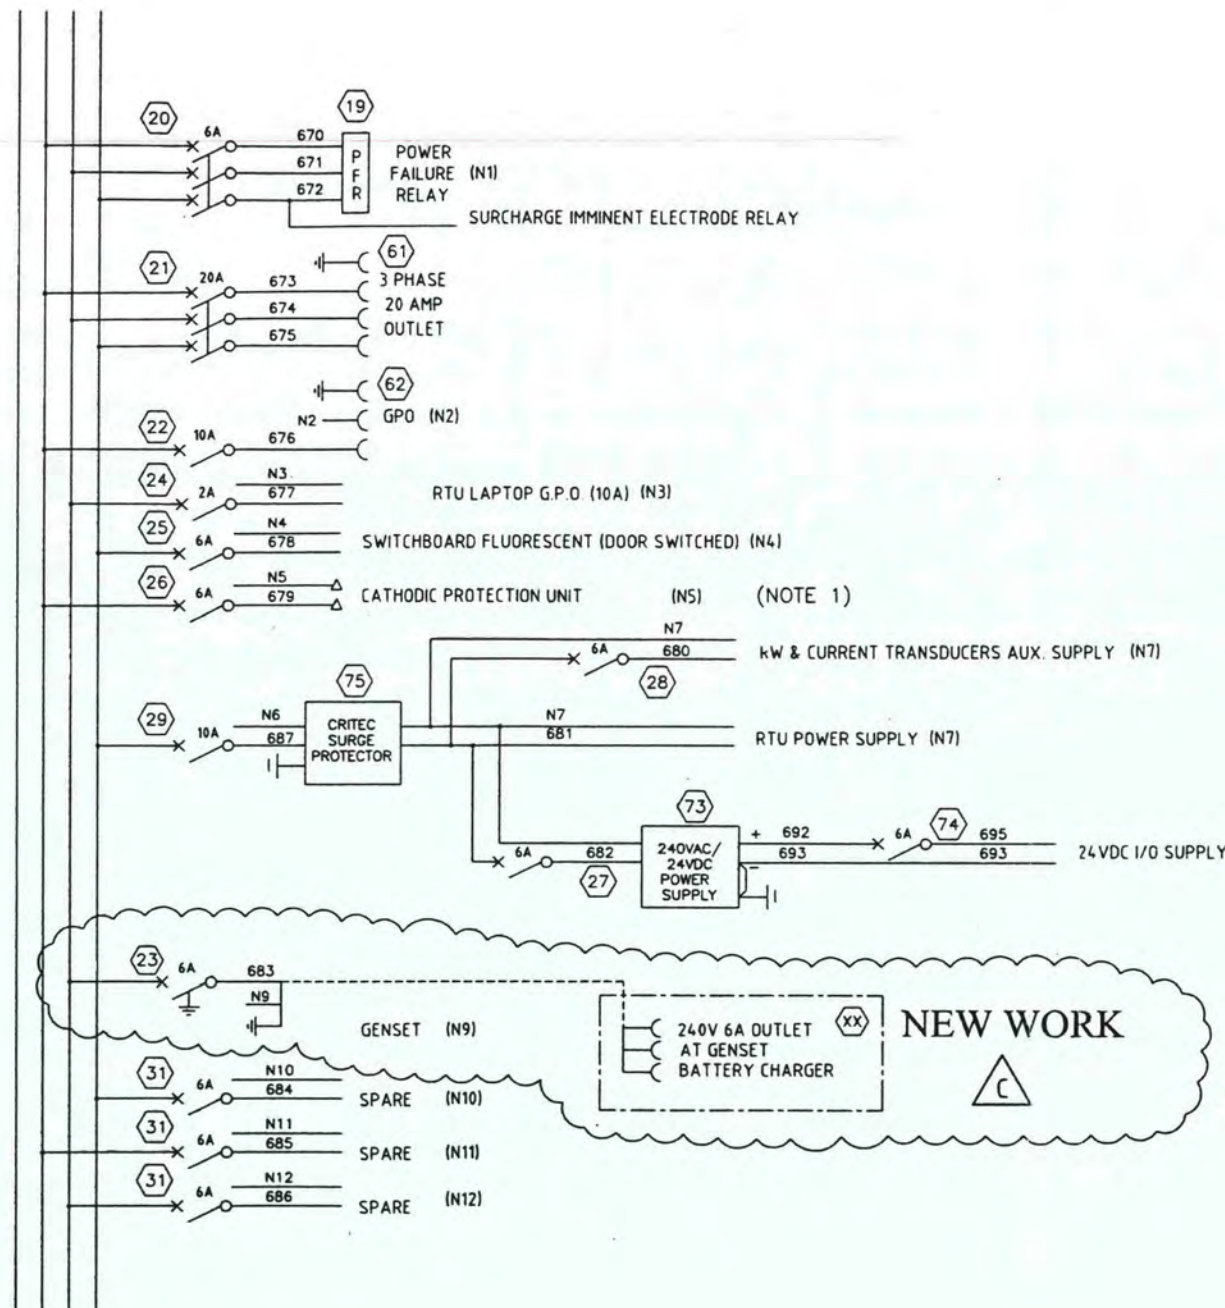 19
20
6A
670
671
672
P
F
R
POWER
FAILURE (N1)
RELAY
SURCHARGE IMMINENT ELECTRODE RELAY
61
21
20A
673
674
675
3 PHASE
20 AMP
OUTLET
62
N2
GPO (N2)
22
10A
676
24
2A
N3
677
RTU LAPTOP G.P.O. (10A) (N3)
25
6A
N4
678
SWITCHBOARD FLUORESCENT (DOOR SWITCHED) (N4)
26
6A
N5
679
CATHODIC PROTECTION UNIT (N5) (NOTE 1)
N7
6A
680
28
kW & CURRENT TRANSDUCERS AUX. SUPPLY (N7)
75
29
10A
N6
687
CRITEC
SURGE
PROTECTOR
N7
681
RTU POWER SUPPLY (N7)
73
6A
682
27
240VAC/
24VDC
POWER
SUPPLY
+
-
692
693
6A
74
695
693
24VDC I/O SUPPLY
23
6A
683
N9
GENSET (N9)
240V 6A OUTLET
AT GENSET
BATTERY CHARGER
XX
NEW WORK
C
31
6A
N10
684
SPARE (N10)
31
6A
N11
685
SPARE (N11)
31
6A
N12
686
SPARE (N12)